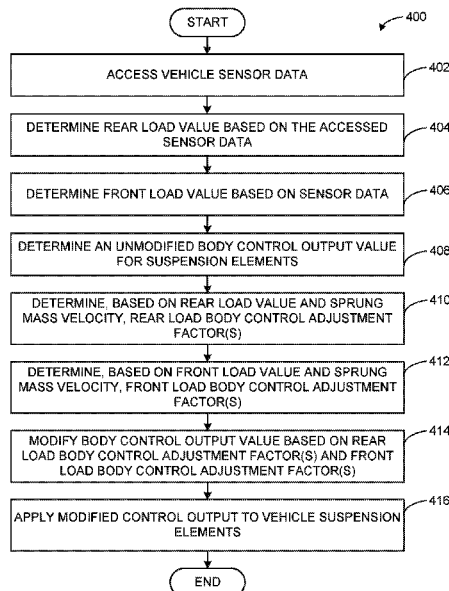 START
400
ACCESS VEHICLE SENSOR DATA
402
DETERMINE REAR LOAD VALUE BASED ON THE ACCESSED
SENSOR DATA
404
DETERMINE FRONT LOAD VALUE BASED ON SENSOR DATA
406
DETERMINE AN UNMODIFIED BODY CONTROL OUTPUT VALUE
FOR SUSPENSION ELEMENTS
408
DETERMINE, BASED ON REAR LOAD VALUE AND SPRUNG
MASS VELOCITY, REAR LOAD BODY CONTROL ADJUSTMENT
FACTOR(S)
410
DETERMINE, BASED ON FRONT LOAD VALUE AND SPRUNG
MASS VELOCITY, FRONT LOAD BODY CONTROL ADJUSTMENT
FACTOR(S)
412
MODIFY BODY CONTROL OUTPUT VALUE BASED ON REAR
LOAD BODY CONTROL ADJUSTMENT FACTOR(S) AND FRONT
LOAD BODY CONTROL ADJUSTMENT FACTOR(S)
414
APPLY MODIFIED CONTROL OUTPUT TO VEHICLE SUSPENSION
ELEMENTS
416
END